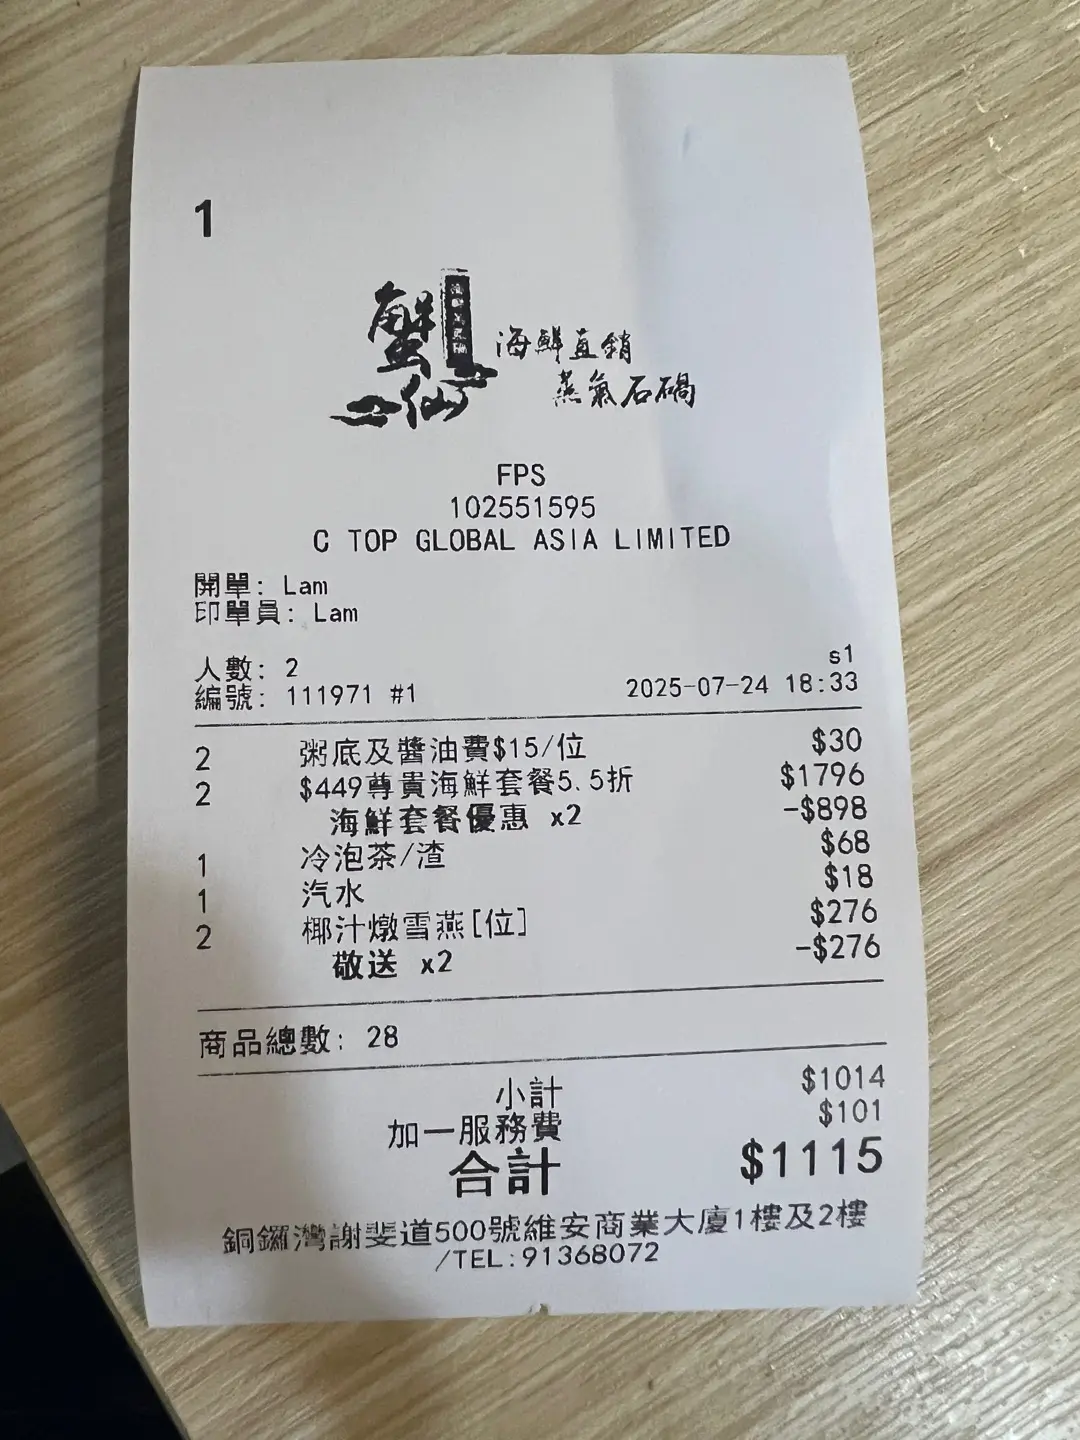 1
蟹仙
海鮮直銷
蒸氣石鍋
FPS
102551595
C TOP GLOBAL ASIA LIMITED
開單: Lam
印單員: Lam
s1
人數: 2
編號: 111971 #1 2025-07-24 18:33
2 粥底及醬油費$15/位 $30
2 $449尊貴海鮮套餐5.5折 $1796
海鮮套餐優惠 x2 -$898
1 冷泡茶/渣 $68
1 汽水 $18
2 椰汁燉雪燕[位] $276
敬送 x2 -$276
商品總數: 28
小計 $1014
加一服務費 $101
合計 $1115
銅鑼灣謝斐道500號維安商業大廈1樓及2樓
/TEL:91368072